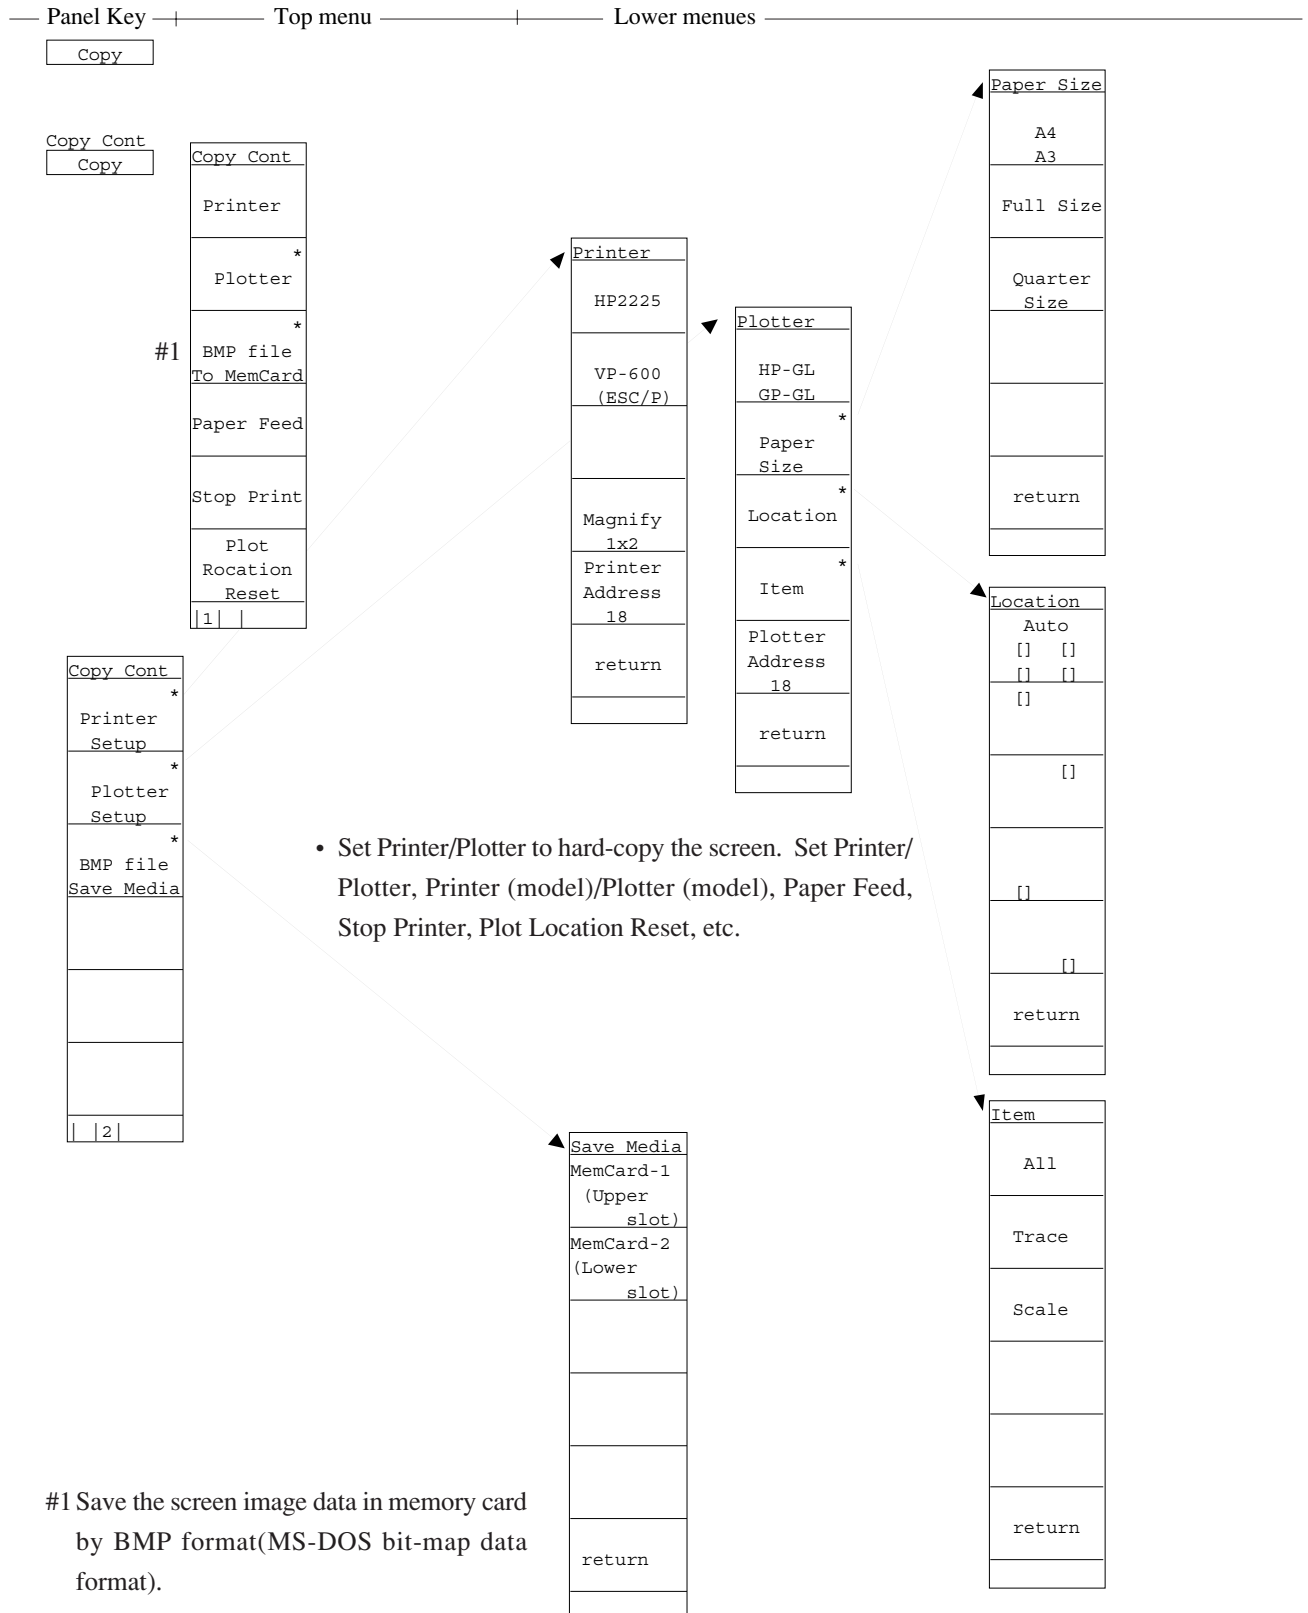 Panel Key
Top menu
Lower menues
Copy
Copy Cont
Copy
Copy Cont
Printer
*
Plotter
*
#1
BMP file
To MemCard
Paper Feed
Stop Print
Plot
Rocation
Reset
|1| |
Copy Cont
*
Printer
Setup
*
Plotter
Setup
*
BMP file
Save Media
| |2|
Printer
HP2225
VP-600
(ESC/P)
Magnify
1x2
Printer
Address
18
return
Plotter
HP-GL
GP-GL
*
Paper
Size
*
Location
*
Item
Plotter
Address
18
return
Paper Size
A4
A3
Full Size
Quarter
Size
return
Location
Auto
[] []
[] []
[]
[]
[]
[]
return
Item
All
Trace
Scale
return
• Set Printer/Plotter to hard-copy the screen. Set Printer/
Plotter, Printer (model)/Plotter (model), Paper Feed,
Stop Printer, Plot Location Reset, etc.
Save Media
MemCard-1
(Upper
slot)
MemCard-2
(Lower
slot)
return
#1 Save the screen image data in memory card
by BMP format(MS-DOS bit-map data
format).